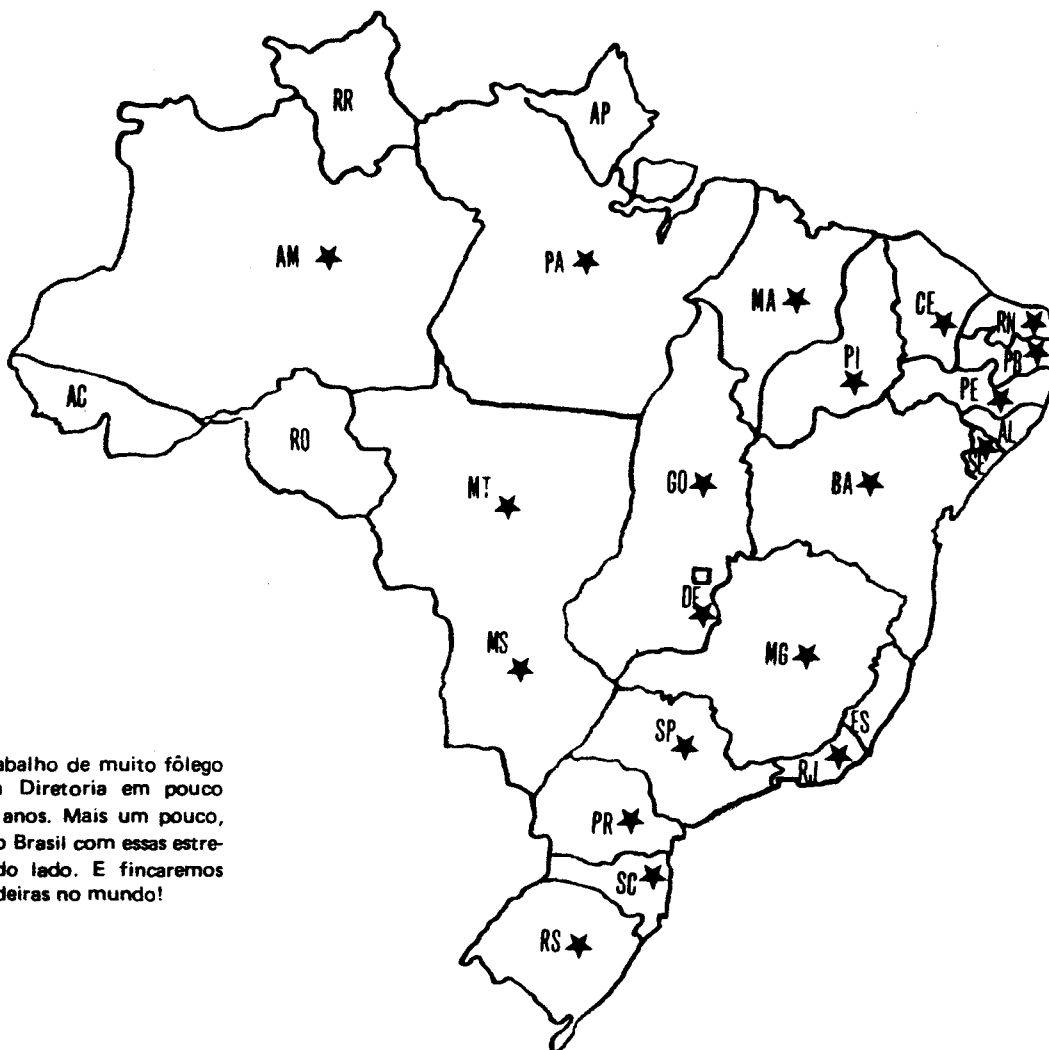 RR
AP
AM
PA
MA
CE
RN
PB
PI
PE
AL
SE
AC
RO
MT
GO
BA
DF
MS
MG
ES
SP
RJ
PR
SC
RS
abalho de muito fôlego
Diretoria em pouco
anos. Mais um pouco,
o Brasil com essas estre-
do lado. E fincaremos
deiras no mundo!